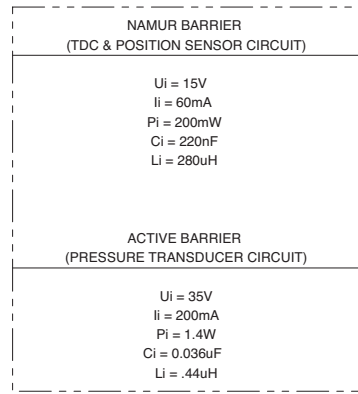 NAMUR BARRIER
(TDC & POSITION SENSOR CIRCUIT)
Ui = 15V
Ii = 60mA
Pi = 200mW
Ci = 220nF
Li = 280uH
ACTIVE BARRIER
(PRESSURE TRANSDUCER CIRCUIT)
Ui = 35V
Ii = 200mA
Pi = 1.4W
Ci = 0.036uF
Li = .44uH